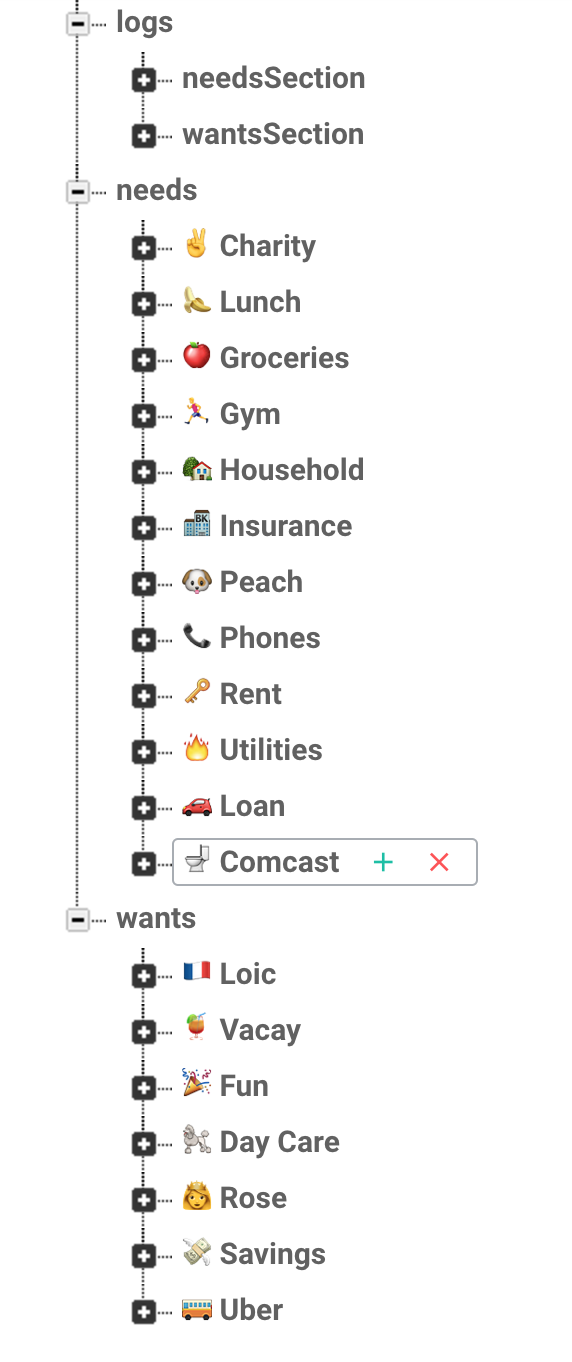 logs
needsSection
wantsSection
needs
✌️ Charity
🍌 Lunch
🍎 Groceries
🏃‍♀️ Gym
🏡 Household
🏦 Insurance
🐶 Peach
📞 Phones
🔑 Rent
🔥 Utilities
🚗 Loan
🚽 Comcast
wants
🇫🇷 Loic
🍹 Vacay
🎉 Fun
🐩 Day Care
👸 Rose
💸 Savings
🚌 Uber